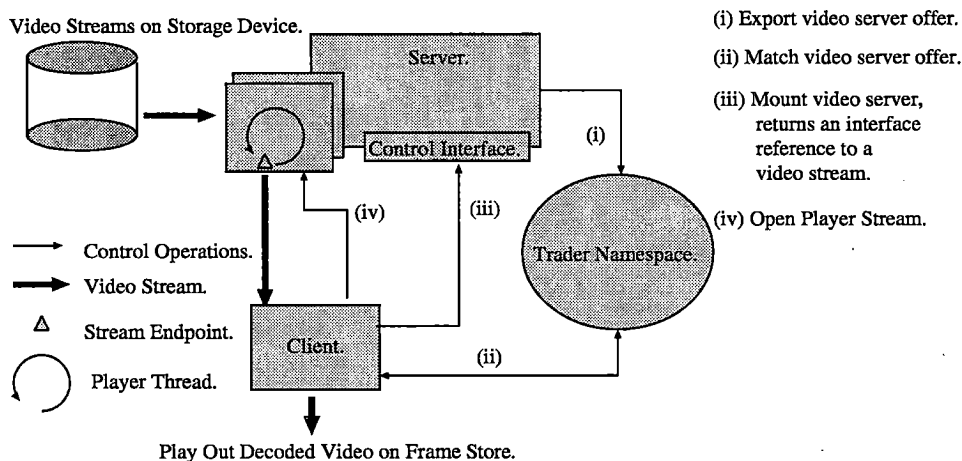 Video Streams on Storage Device.
Server.
Control Interface.
(i)
(iv)
(iii)
Trader Namespace.
Control Operations.
Video Stream.
Stream Endpoint.
Player Thread.
Client.
(ii)
Play Out Decoded Video on Frame Store.
(i) Export video server offer.
(ii) Match video server offer.
(iii) Mount video server,
returns an interface
reference to a
video stream.
(iv) Open Player Stream.